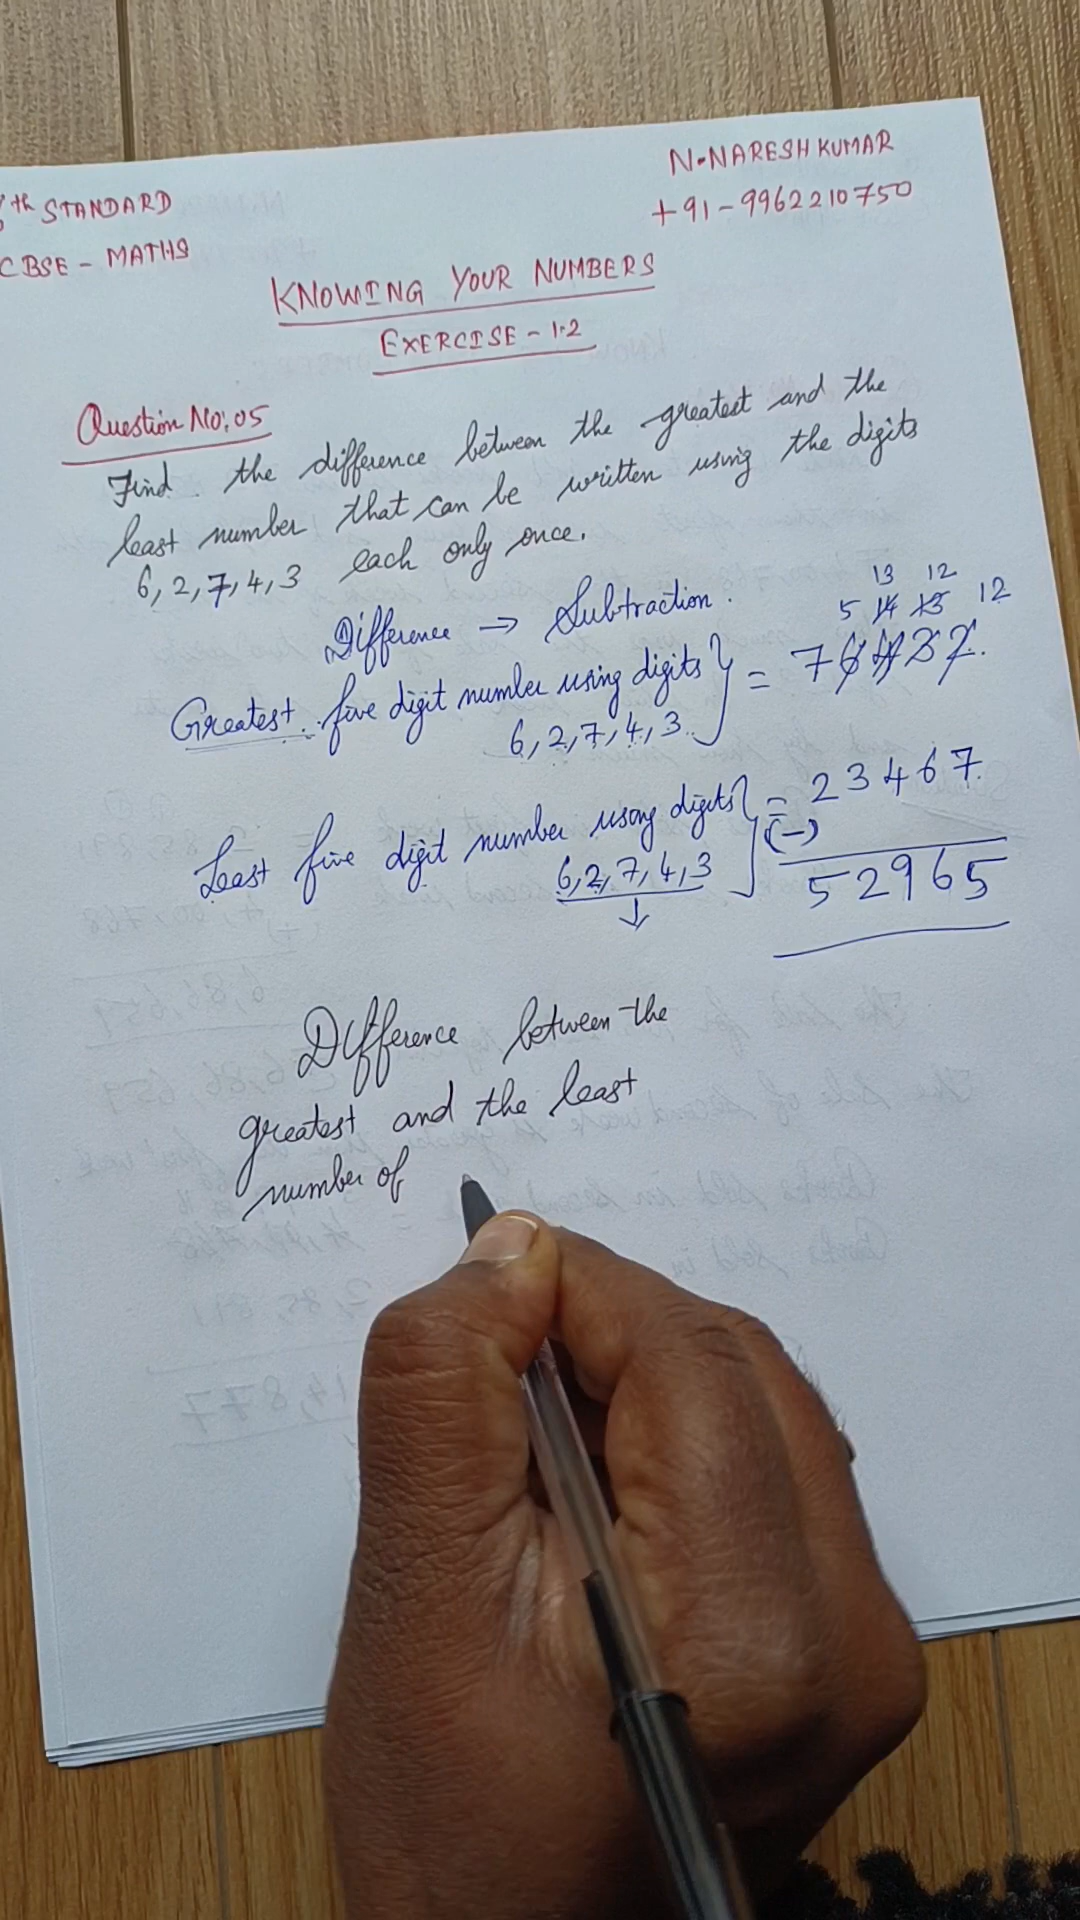 th STANDARD
CBSE - MATHS
N. NARESH KUMAR
+91-9962210750
KNOWING YOUR NUMBERS
EXERCISE - 1.2
Question No: 05
Find the difference between the greatest and the
least number that can be written using the digits
6, 2, 7, 4, 3 each only once.
Difference → Subtraction.
13 12
5 14 13 12
Greatest five digit number using digits } = 76432
6, 2, 7, 4, 3
Least five digit number using digits } = 23467
6, 2, 7, 4, 3 (-)
52965
Difference between the
greatest and the least
number of